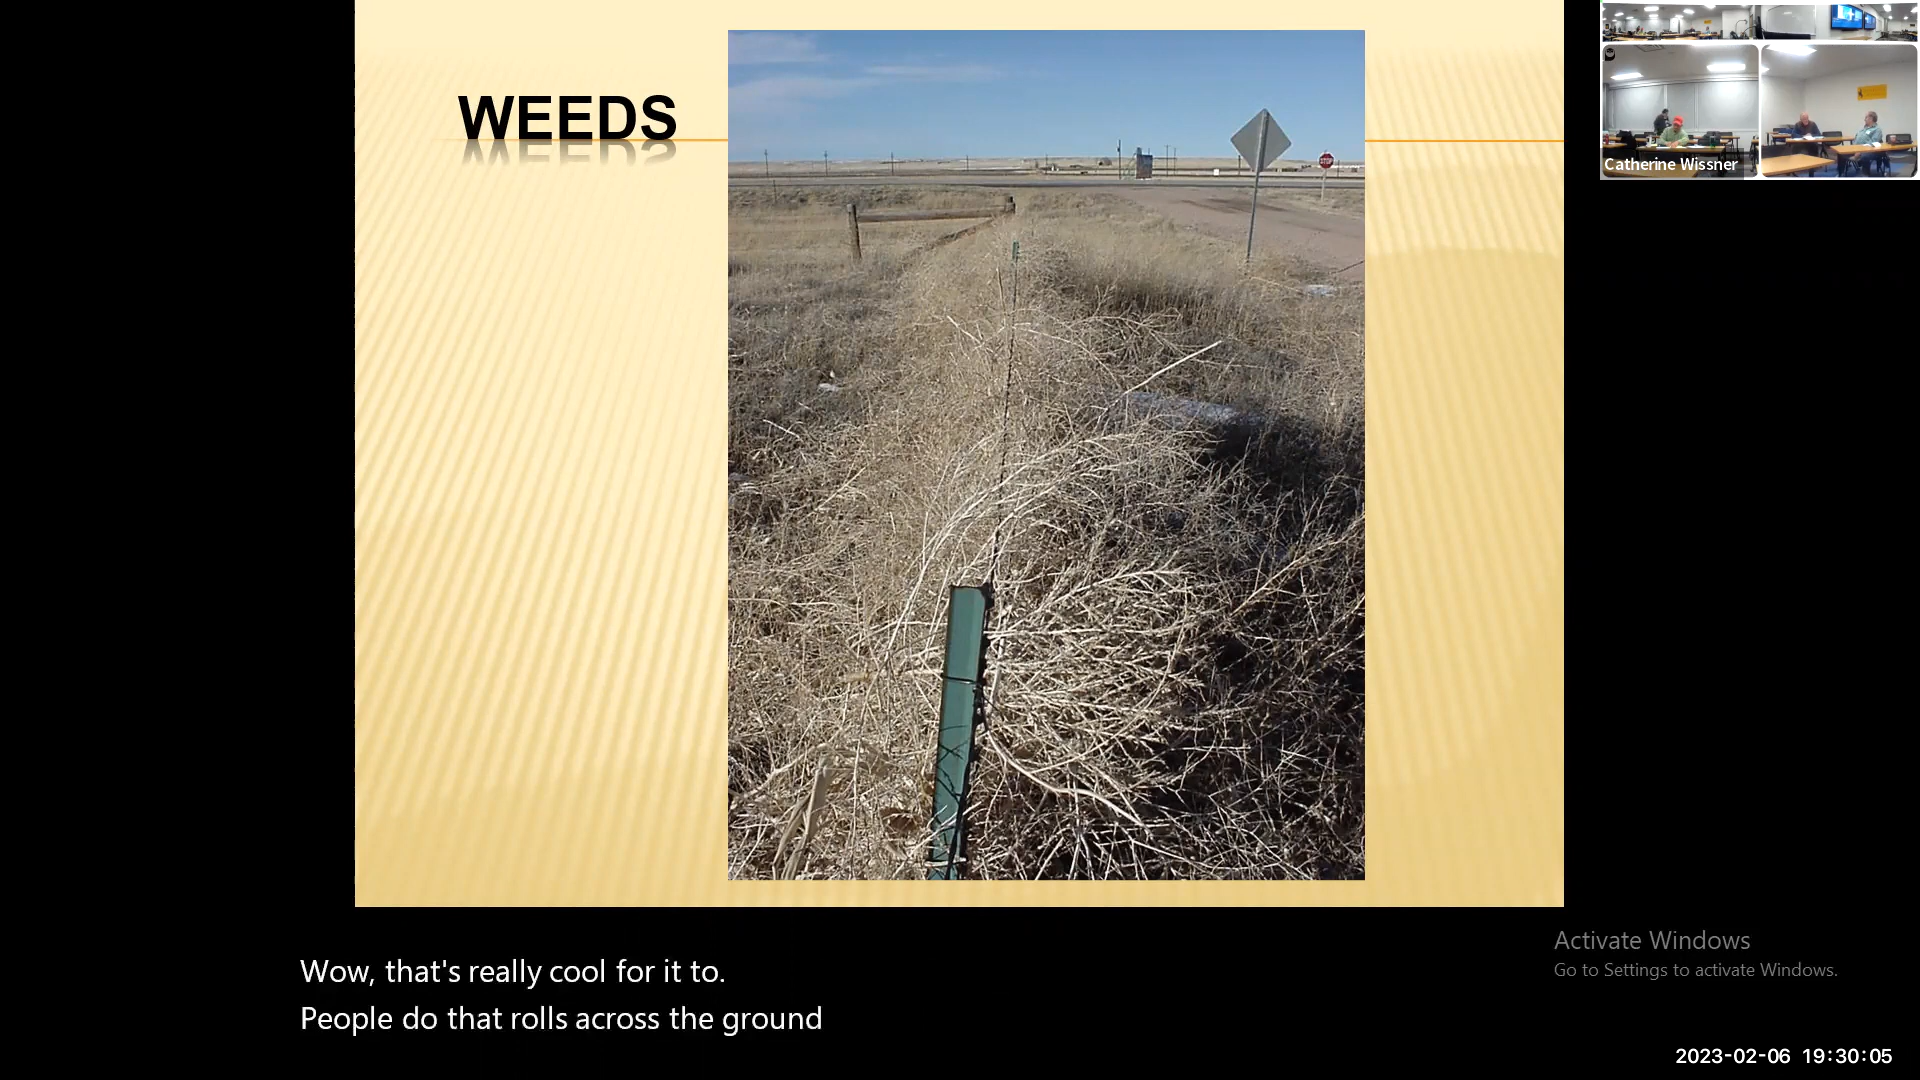 WEEDS
STOP
Catherine Wissner
Wow, that's really cool for it to.
People do that rolls across the ground
Activate Windows
Go to Settings to activate Windows.
2023-02-06 19:30:05